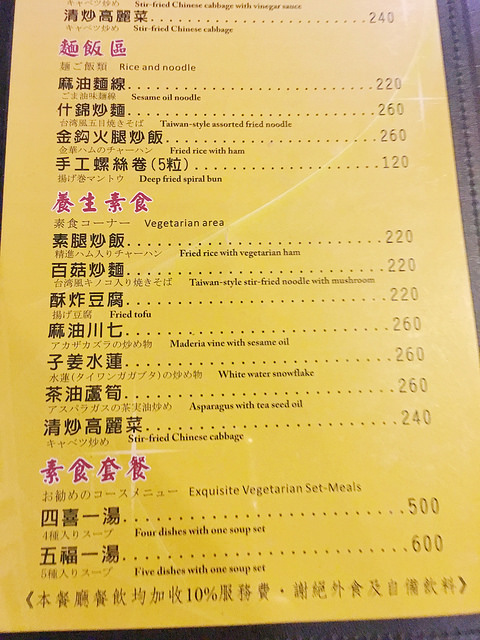 キャベツ炒め Stir-fried Chinese cabbage with vinegar sauce
清炒高麗菜 240
キャベツ炒め Stir-fried Chinese cabbage
麵飯區
麺ご飯類 Rice and noodle
麻油麵線 220
ごま油味麺線 Sesame oil noodle
什錦炒麵 260
台湾風五目焼きそば Taiwan-style assorted fried noodle
金鈎火腿炒飯 260
金華ハムのチャーハン Fried rice with ham
手工螺絲卷(5粒) 120
揚げ巻マントウ Deep fried spiral bun
養生素食
素食コーナー Vegetarian area
素腿炒飯 220
精進ハム入りチャーハン Fried rice with vegetarian ham
百菇炒麵 220
台湾風キノコ入り焼きそば Taiwan-style stir-fried noodle with mushroom
酥炸豆腐 220
揚げ豆腐 Fried tofu
麻油川七 260
アカザカズラの炒め物 Maderia vine with sesame oil
子姜水蓮 260
水蓮(タイワンガガブタ)の炒め物 White water snowflake
茶油蘆筍 260
アスパラガスの茶実油炒め Asparagus with tea seed oil
清炒高麗菜 240
キャベツ炒め Stir-fried Chinese cabbage
素食套餐
お勧めのコースメニュー Exquisite Vegetarian Set-Meals
四喜一湯 500
4種入りスープ Four dishes with one soup set
五福一湯 600
5種入りスープ Five dishes with one soup set
《本餐廳餐飲均加收10%服務費・謝絕外食及自備飲料》